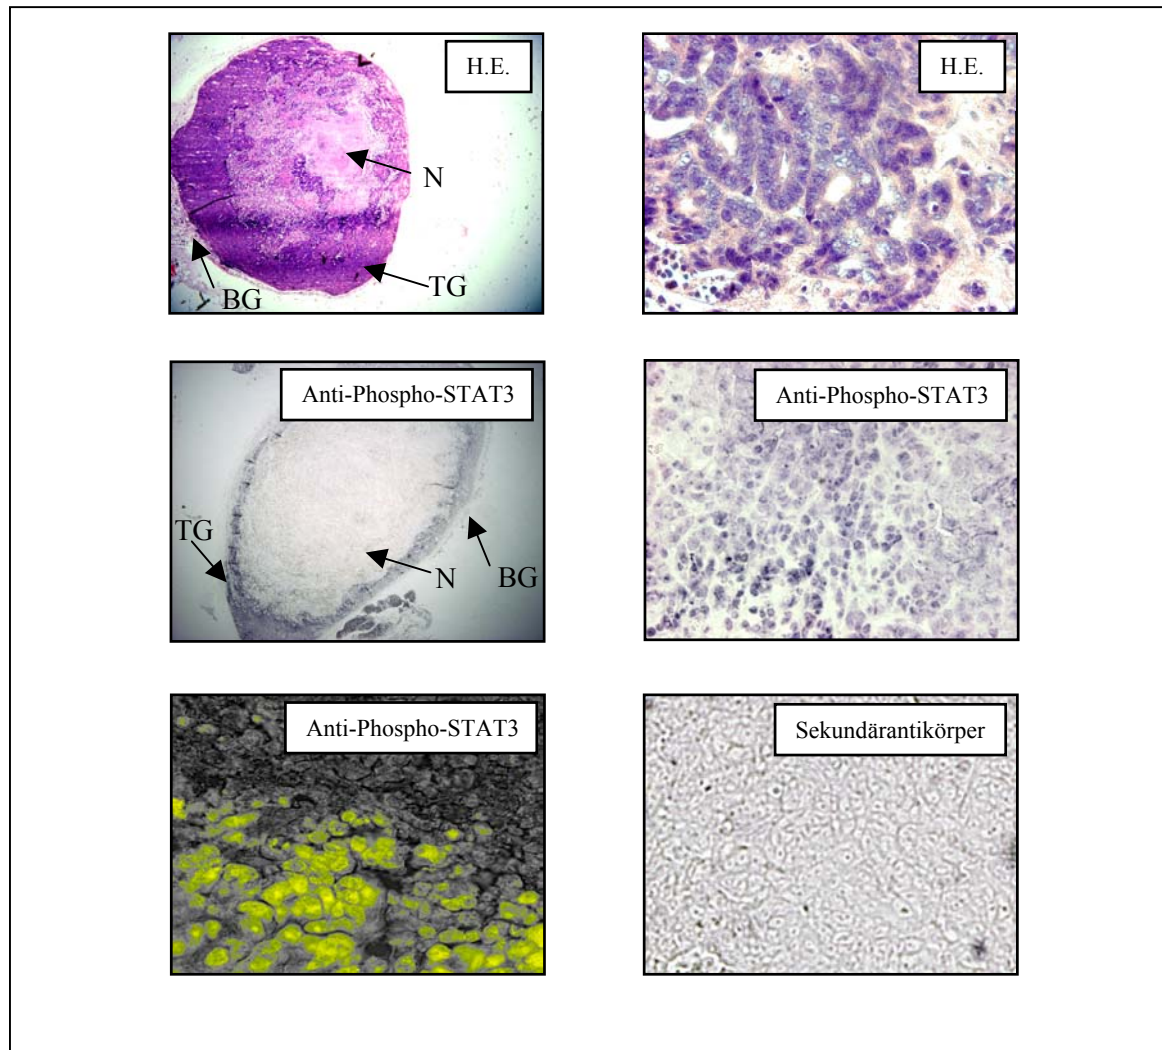 H.E.
N
BG
TG
H.E.
Anti-Phospho-STAT3
TG
N
BG
Anti-Phospho-STAT3
Anti-Phospho-STAT3
Sekundärantikörper